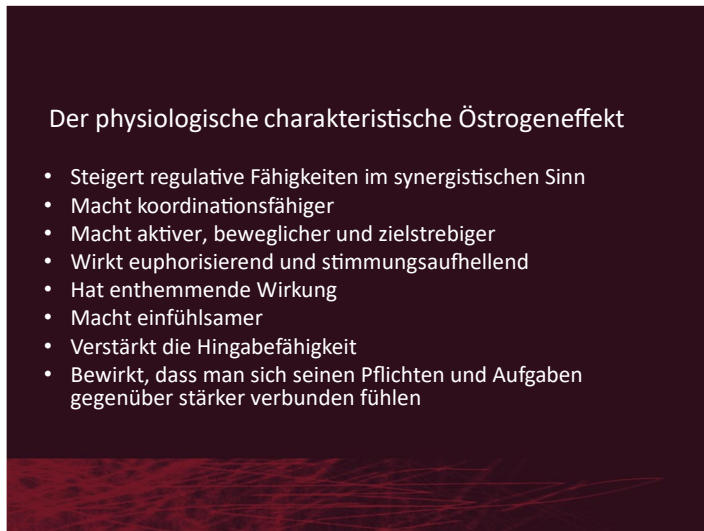 Der physiologische charakteristische Östrogeneffekt
• Steigert regulative Fähigkeiten im synergistischen Sinn
• Macht koordinationsfähiger
• Macht aktiver, beweglicher und zielstrebiger
• Wirkt euphorisierend und stimmungsaufhellend
• Hat enthemmende Wirkung
• Macht einfühlsamer
• Verstärkt die Hingabefähigkeit
• Bewirkt, dass man sich seinen Pflichten und Aufgaben
gegenüber stärker verbunden fühlen